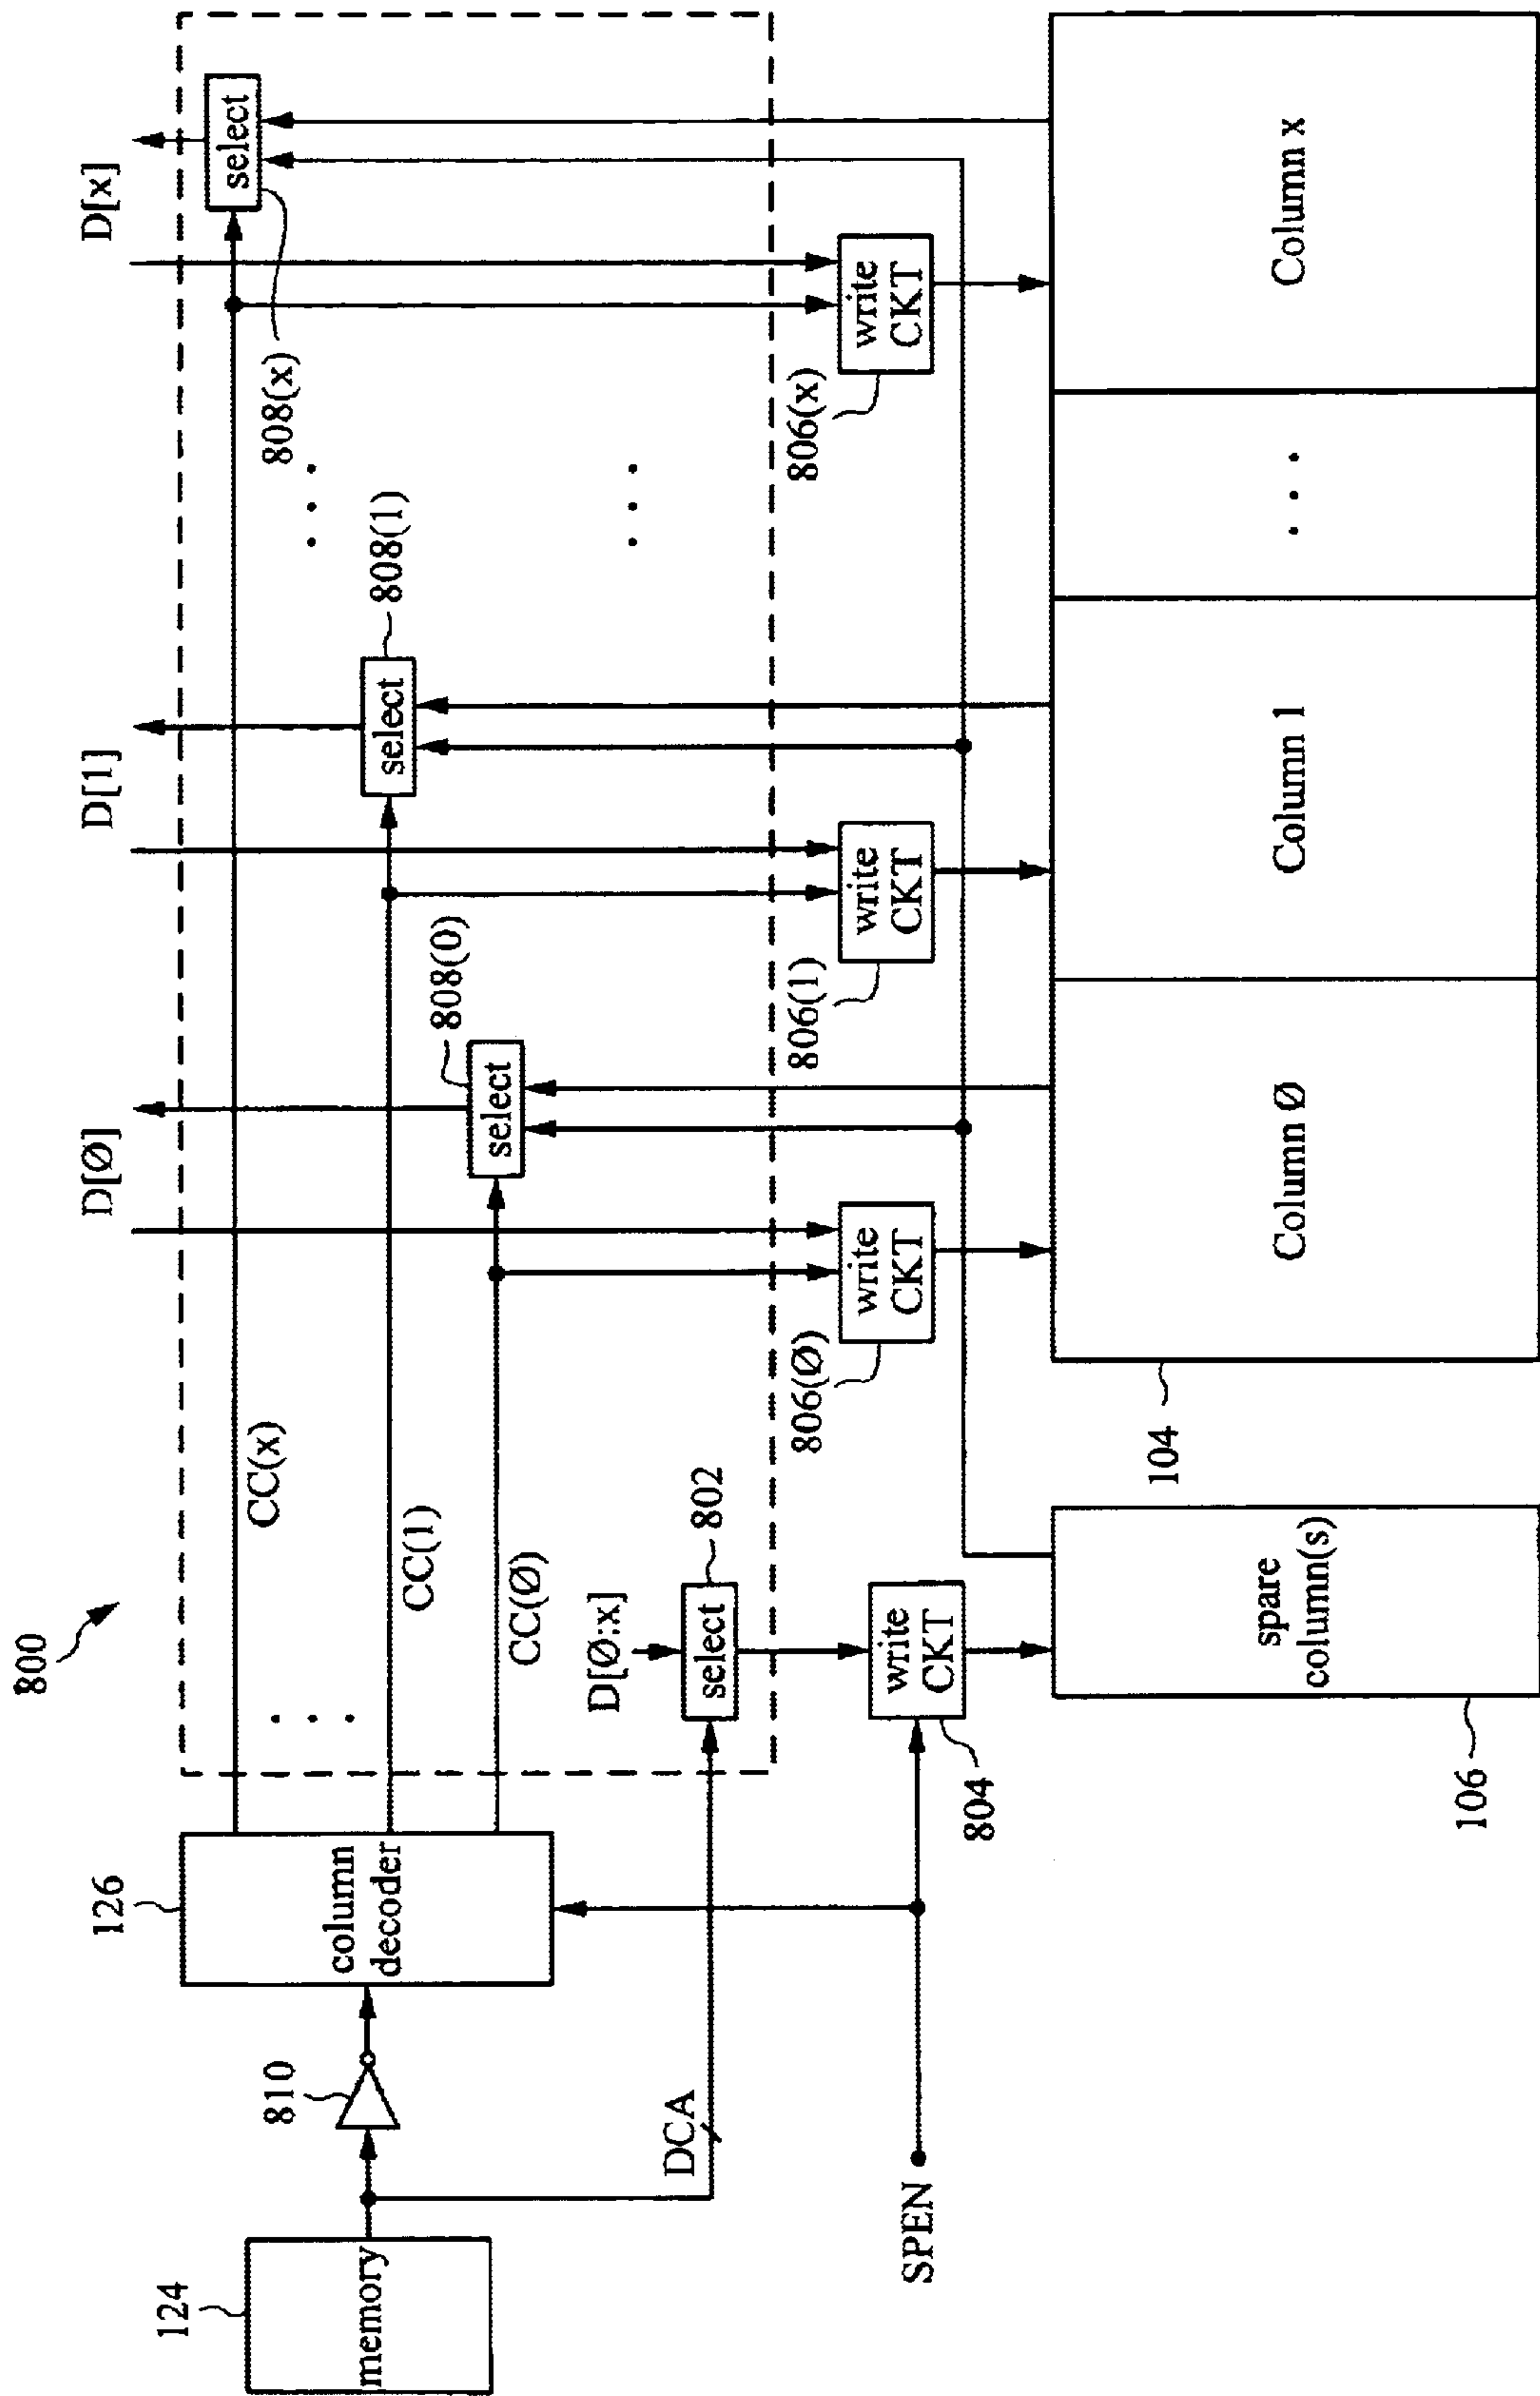 800
D[Ø]
D[1]
D[x]
126
column
decoder
CC(x)
select
808(x)
CC(1)
select
808(1)
CC(Ø)
select
808(0)
124
memory
810
DCA
D[Ø:x]
select
802
SPEN
write
CKT
804
write
CKT
806(Ø)
write
CKT
806(1)
write
CKT
806(x)
spare
column(s)
106
104
Column Ø
Column 1
Column x